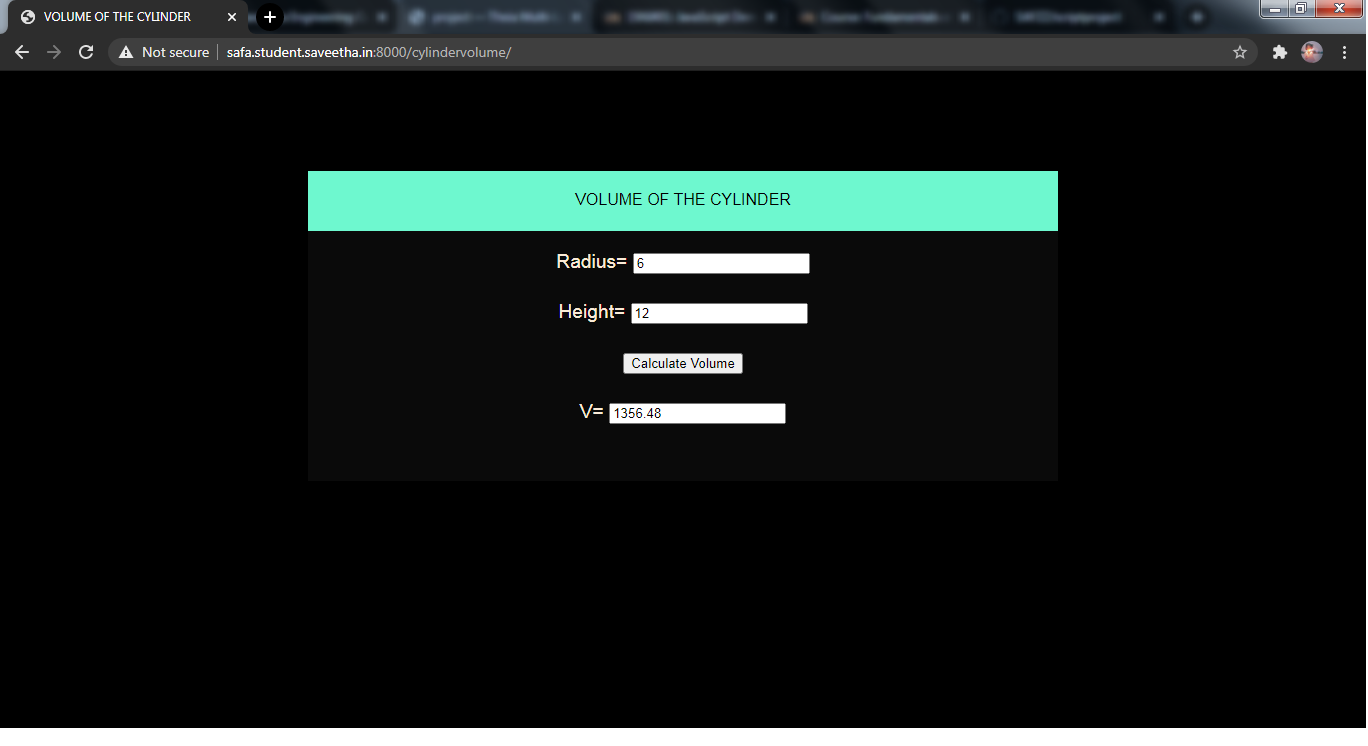 VOLUME OF THE CYLINDER
Not secure safa.student.saveetha.in:8000/cylindervolume/
VOLUME OF THE CYLINDER
Radius= 6
Height= 12
Calculate Volume
V= 1356.48